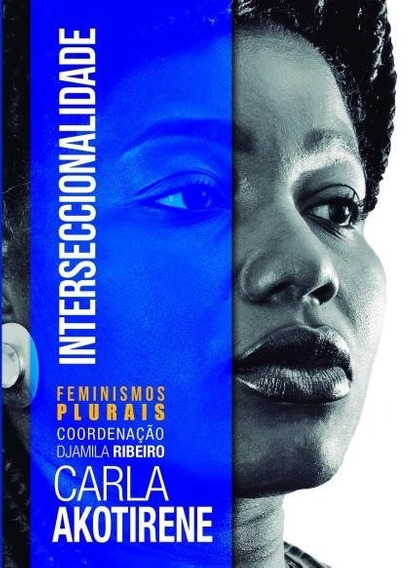 INTERSECCIONALIDADE
FEMINISMOS
PLURAIS
COORDENAÇÃO
DJAMILA RIBEIRO
CARLA
AKOTIRENE